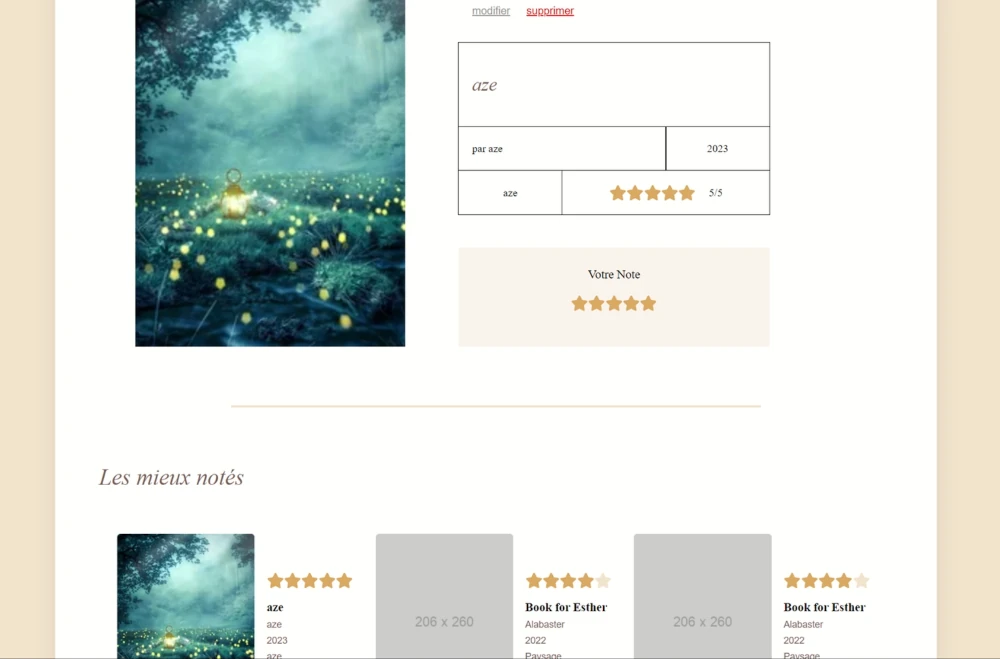 modifier supprimer
aze
par aze 2023
aze 5/5
Votre Note
Les mieux notés
aze
aze
2023
aze
206 x 260
Book for Esther
Alabaster
2022
Paysage
206 x 260
Book for Esther
Alabaster
2022
Paysage